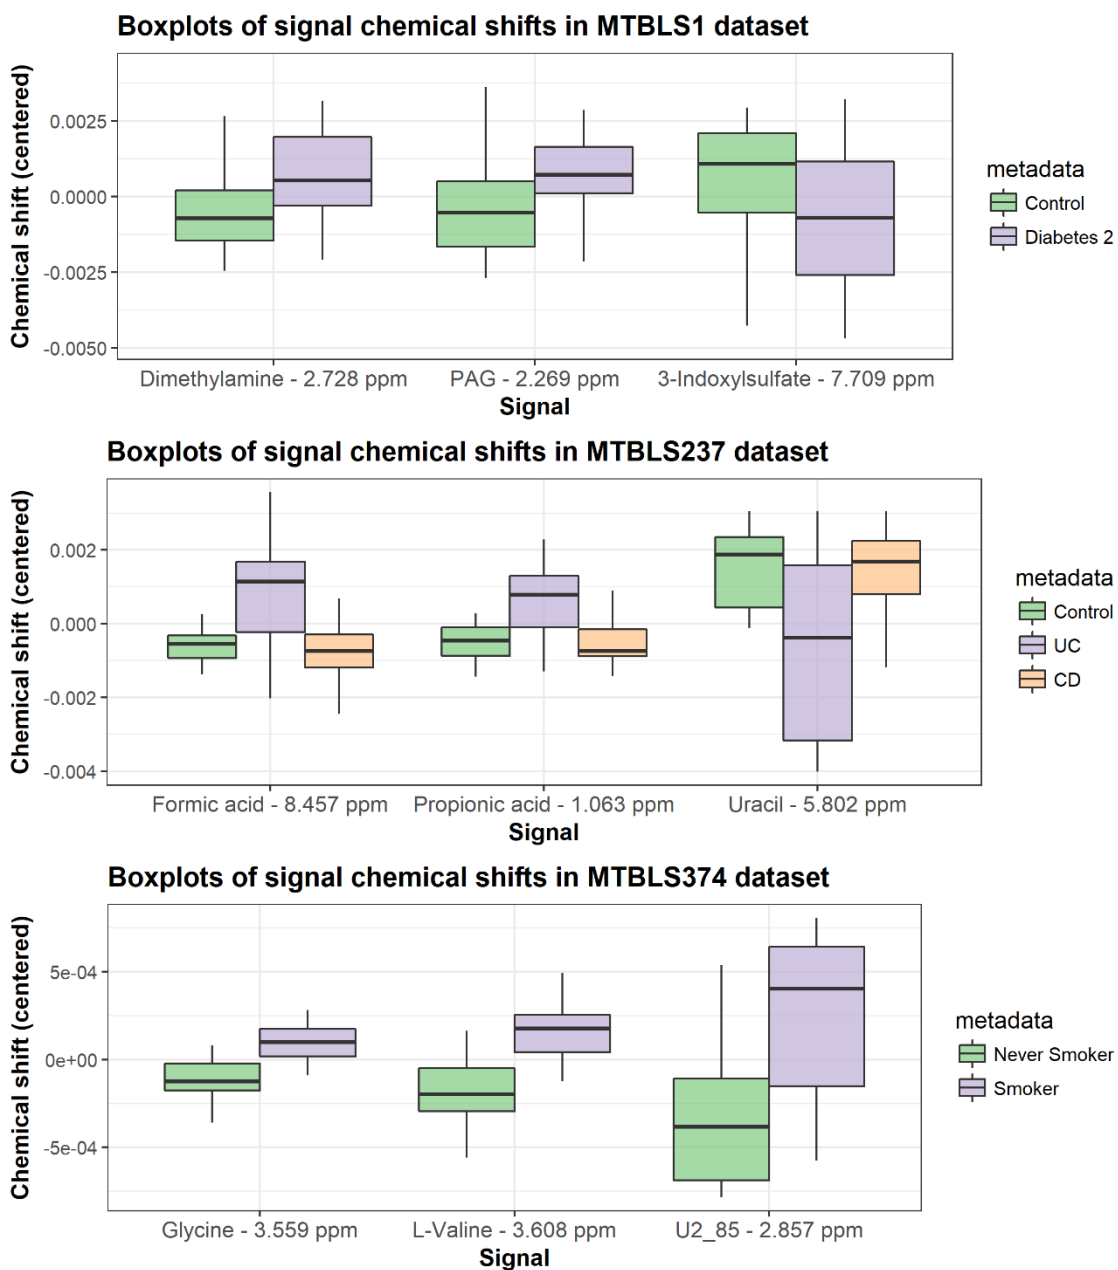 Boxplots of signal chemical shifts in MTBLS1 dataset
Chemical shift (centered)
0.0025
0.0000
-0.0025
-0.0050
Dimethylamine - 2.728 ppm
PAG - 2.269 ppm
3-Indoxylsulfate - 7.709 ppm
Signal
metadata
Control
Diabetes 2
Boxplots of signal chemical shifts in MTBLS237 dataset
Chemical shift (centered)
0.002
0.000
-0.002
-0.004
Formic acid - 8.457 ppm
Propionic acid - 1.063 ppm
Uracil - 5.802 ppm
Signal
metadata
Control
UC
CD
Boxplots of signal chemical shifts in MTBLS374 dataset
Chemical shift (centered)
5e-04
0e+00
-5e-04
Glycine - 3.559 ppm
L-Valine - 3.608 ppm
U2_85 - 2.857 ppm
Signal
metadata
Never Smoker
Smoker